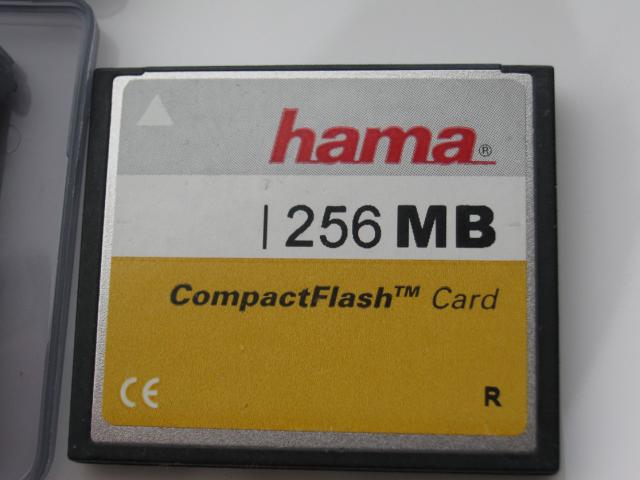 hama®
| 256 MB
CompactFlash™ Card
CE R